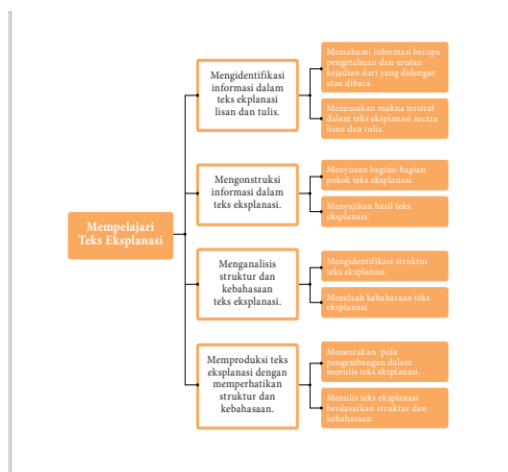 Mempelajari
Teks Eksplanasi
Mengidentifikasi
informasi dalam
teks ekplanasi
lisan dan tulis.
Memahami informasi berupa
pengetahuan dan urutan
kejadian dari yang didengar
atau dibaca.
Menemukan makna tersirat
dalam teks eksplanasi secara
lisan dan tulis.
Mengonstruksi
informasi dalam
teks eksplanasi.
Menyusun bagian-bagian
pokok teks eksplanasi.
Menyajikan hasil teks
eksplanasi.
Menganalisis
struktur dan
kebahasaan
teks eksplanasi.
Mengidentifikasi struktur
teks eksplanasi.
Menelaah kebahasaan teks
eksplanasi.
Memproduksi teks
eksplanasi dengan
memperhatikan
struktur dan
kebahasaan.
Menentukan pola
pengembangan dalam
menulis teks eksplanasi.
Menulis teks eksplanasi
berdasarkan struktur dan
kebahasaan.